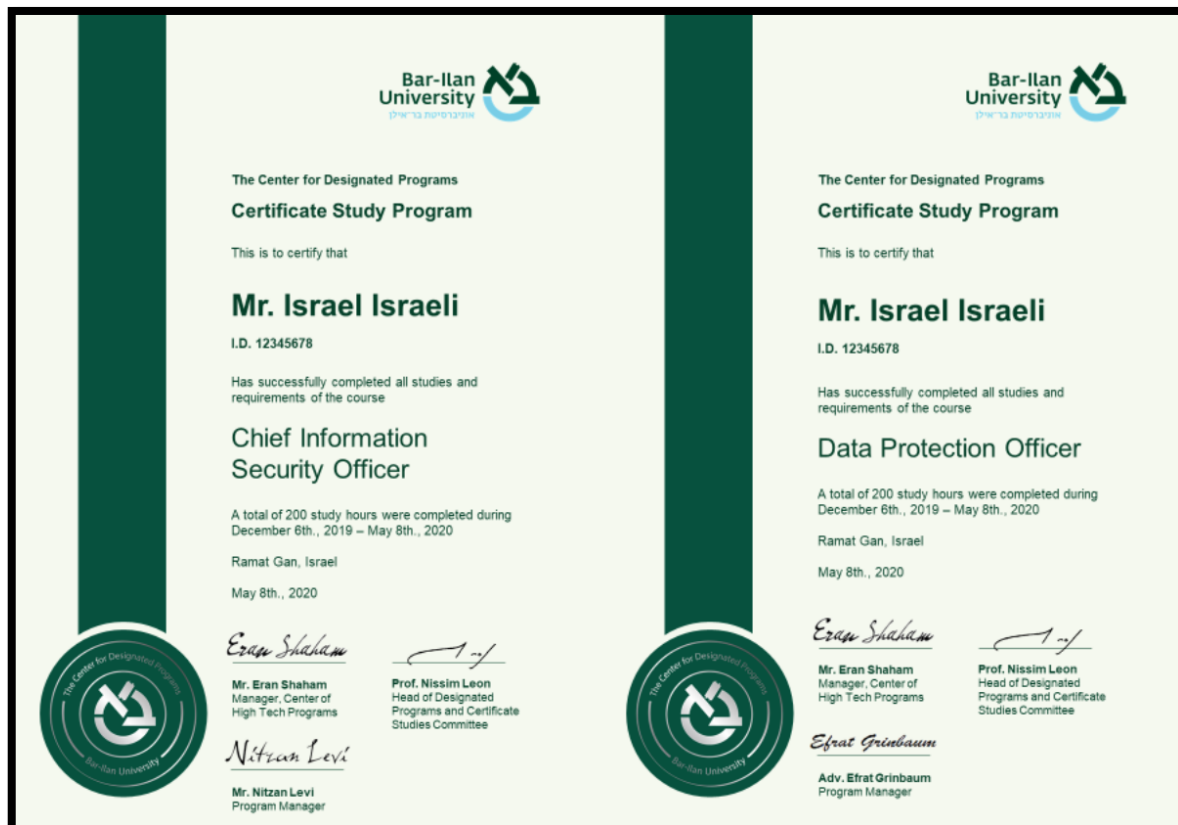 Bar-Ilan
University
אוניברסיטת בר־אילן
The Center for Designated Programs
Certificate Study Program
This is to certify that
Mr. Israel Israeli
I.D. 12345678
Has successfully completed all studies and
requirements of the course
Chief Information
Security Officer
A total of 200 study hours were completed during
December 6th., 2019 – May 8th., 2020
Ramat Gan, Israel
May 8th., 2020
Eran Shaham
Mr. Eran Shaham
Manager, Center of
High Tech Programs
Prof. Nissim Leon
Head of Designated
Programs and Certificate
Studies Committee
Nitzan Levi
Mr. Nitzan Levi
Program Manager
The Center for Designated Programs
בא
Bar-Ilan University
Bar-Ilan
University
אוניברסיטת בר־אילן
The Center for Designated Programs
Certificate Study Program
This is to certify that
Mr. Israel Israeli
I.D. 12345678
Has successfully completed all studies and
requirements of the course
Data Protection Officer
A total of 200 study hours were completed during
December 6th., 2019 – May 8th., 2020
Ramat Gan, Israel
May 8th., 2020
Eran Shaham
Mr. Eran Shaham
Manager, Center of
High Tech Programs
Prof. Nissim Leon
Head of Designated
Programs and Certificate
Studies Committee
Efrat Grinbaum
Adv. Efrat Grinbaum
Program Manager
The Center for Designated Programs
בא
Bar-Ilan University